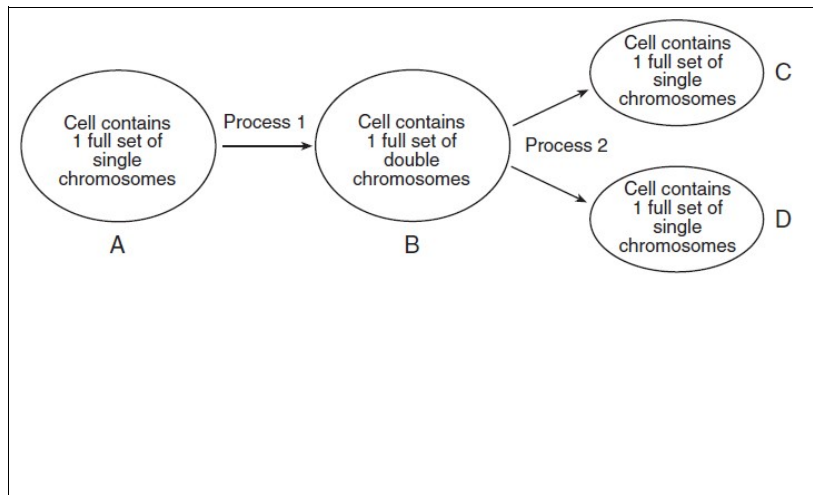 Cell contains
1 full set of
single
chromosomes
A
Process 1
Cell contains
1 full set of
double
chromosomes
B
Process 2
Cell contains
1 full set of
single
chromosomes
C
Cell contains
1 full set of
single
chromosomes
D